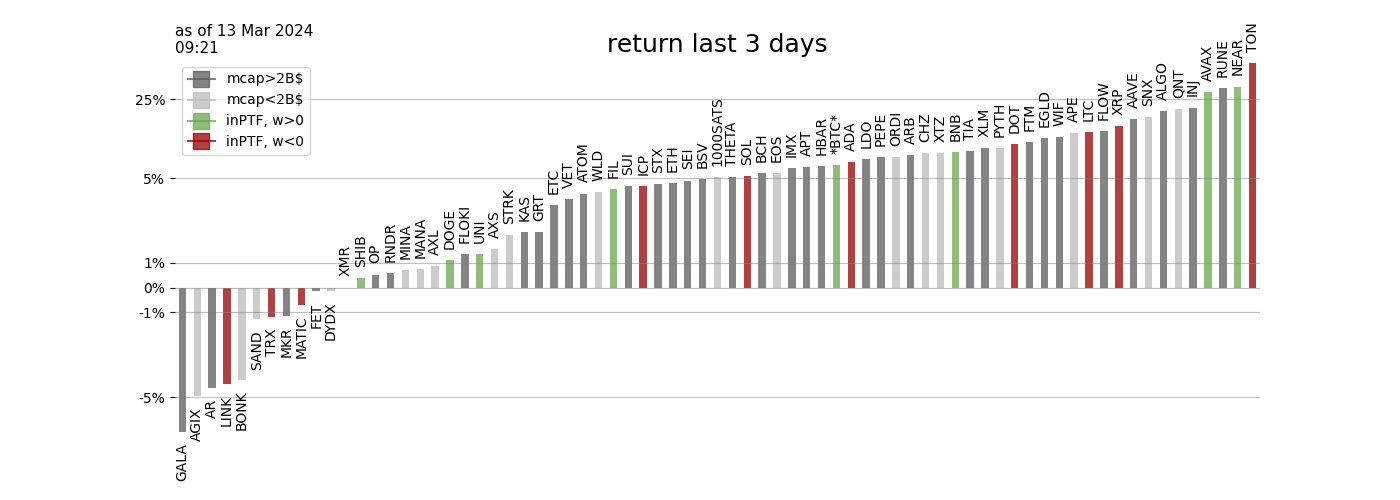 as of 13 Mar 2024
09:21
return last 3 days
mcap>2B$
mcap<2B$
inPTF, w>0
inPTF, w<0
25%
5%
1%
0%
-1%
-5%
GALA
AGIX
AR
LINK
BONK
SAND
TRX
MKR
MATIC
FET
DYDX
XMR
SHIB
OP
RNDR
MINA
MANA
AXL
DOGE
FLOKI
UNI
AXS
STRK
KAS
GRT
ETC
VET
ATOM
WLD
FIL
SUI
ICP
STX
ETH
SEI
BSV
1000SATS
THETA
SOL
BCH
EOS
IMX
APT
HBAR
*BTC*
ADA
LDO
PEPE
ORDI
ARB
CHZ
XTZ
BNB
TIA
XLM
PYTH
DOT
FTM
EGLD
WIF
APE
LTC
FLOW
XRP
AAVE
SNX
ALGO
QNT
INJ
AVAX
RUNE
NEAR
TON